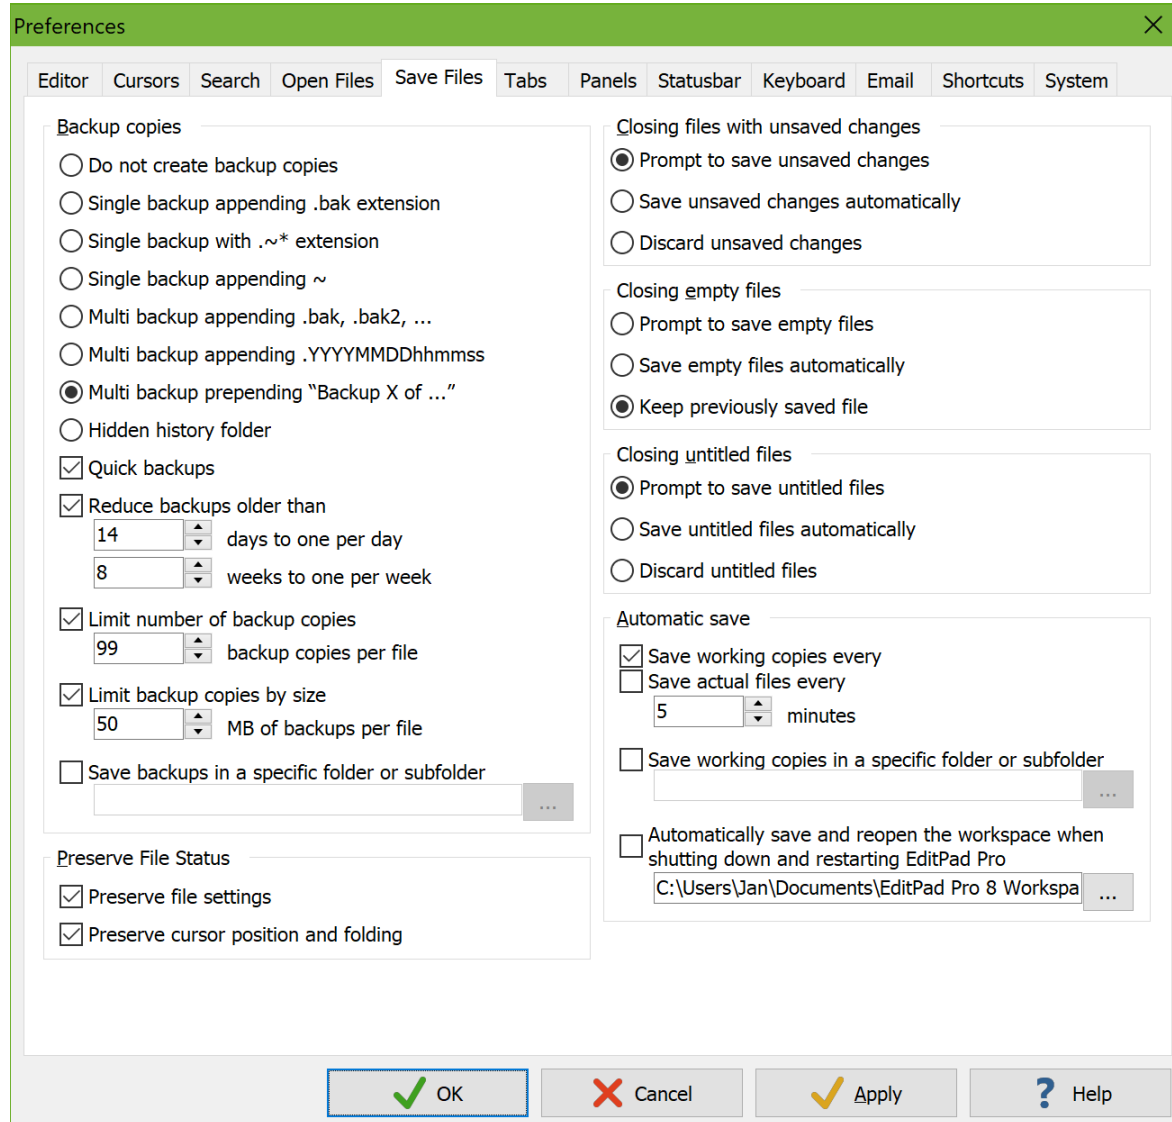 Preferences
Editor Cursors Search Open Files Save Files Tabs Panels Statusbar Keyboard Email Shortcuts System
Backup copies
Do not create backup copies
Single backup appending .bak extension
Single backup with .~* extension
Single backup appending ~
Multi backup appending .bak, .bak2, ...
Multi backup appending .YYYYMMDDhhmmss
Multi backup prepending “Backup X of ...”
Hidden history folder
Quick backups
Reduce backups older than
14 days to one per day
8 weeks to one per week
Limit number of backup copies
99 backup copies per file
Limit backup copies by size
50 MB of backups per file
Save backups in a specific folder or subfolder
...
Preserve File Status
Preserve file settings
Preserve cursor position and folding
Closing files with unsaved changes
Prompt to save unsaved changes
Save unsaved changes automatically
Discard unsaved changes
Closing empty files
Prompt to save empty files
Save empty files automatically
Keep previously saved file
Closing untitled files
Prompt to save untitled files
Save untitled files automatically
Discard untitled files
Automatic save
Save working copies every
Save actual files every
5 minutes
Save working copies in a specific folder or subfolder
...
Automatically save and reopen the workspace when
shutting down and restarting EditPad Pro
C:\Users\Jan\Documents\EditPad Pro 8 Workspa ...
OK Cancel Apply ? Help